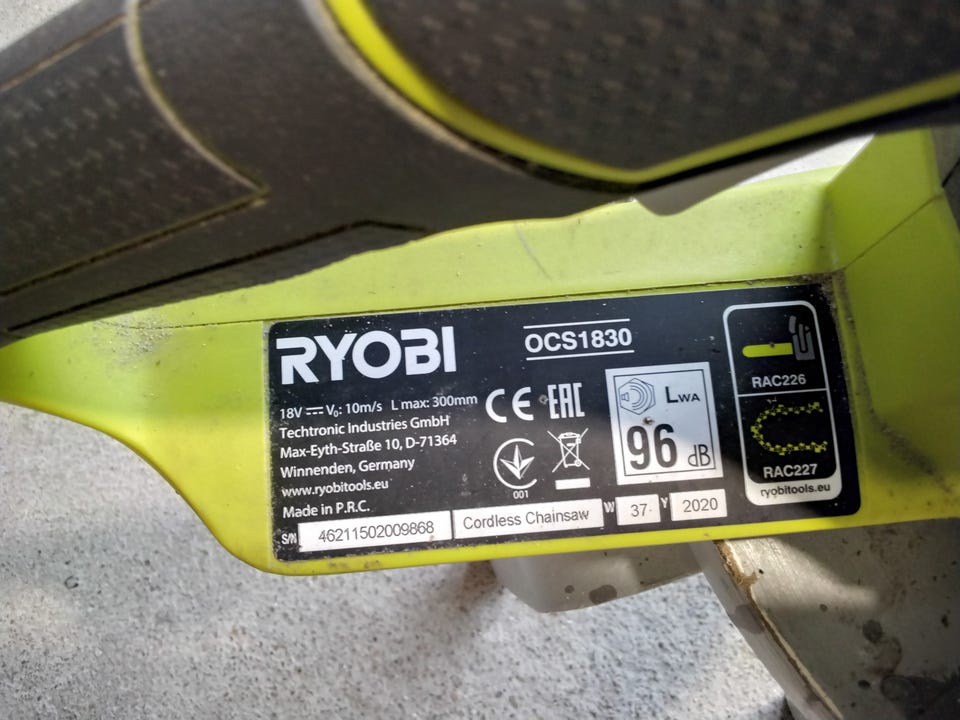 RYOBI
OCS1830
18V ⎓ V₀: 10m/s L max: 300mm
Techtronic Industries GmbH
Max-Eyth-Straße 10, D-71364
Winnenden, Germany
www.ryobitools.eu
Made in P.R.C.
CE EAC
001
LWA
96 dB
RAC226
RAC227
ryobitools.eu
S/N 46211502009868 Cordless Chainsaw W 37 Y 2020